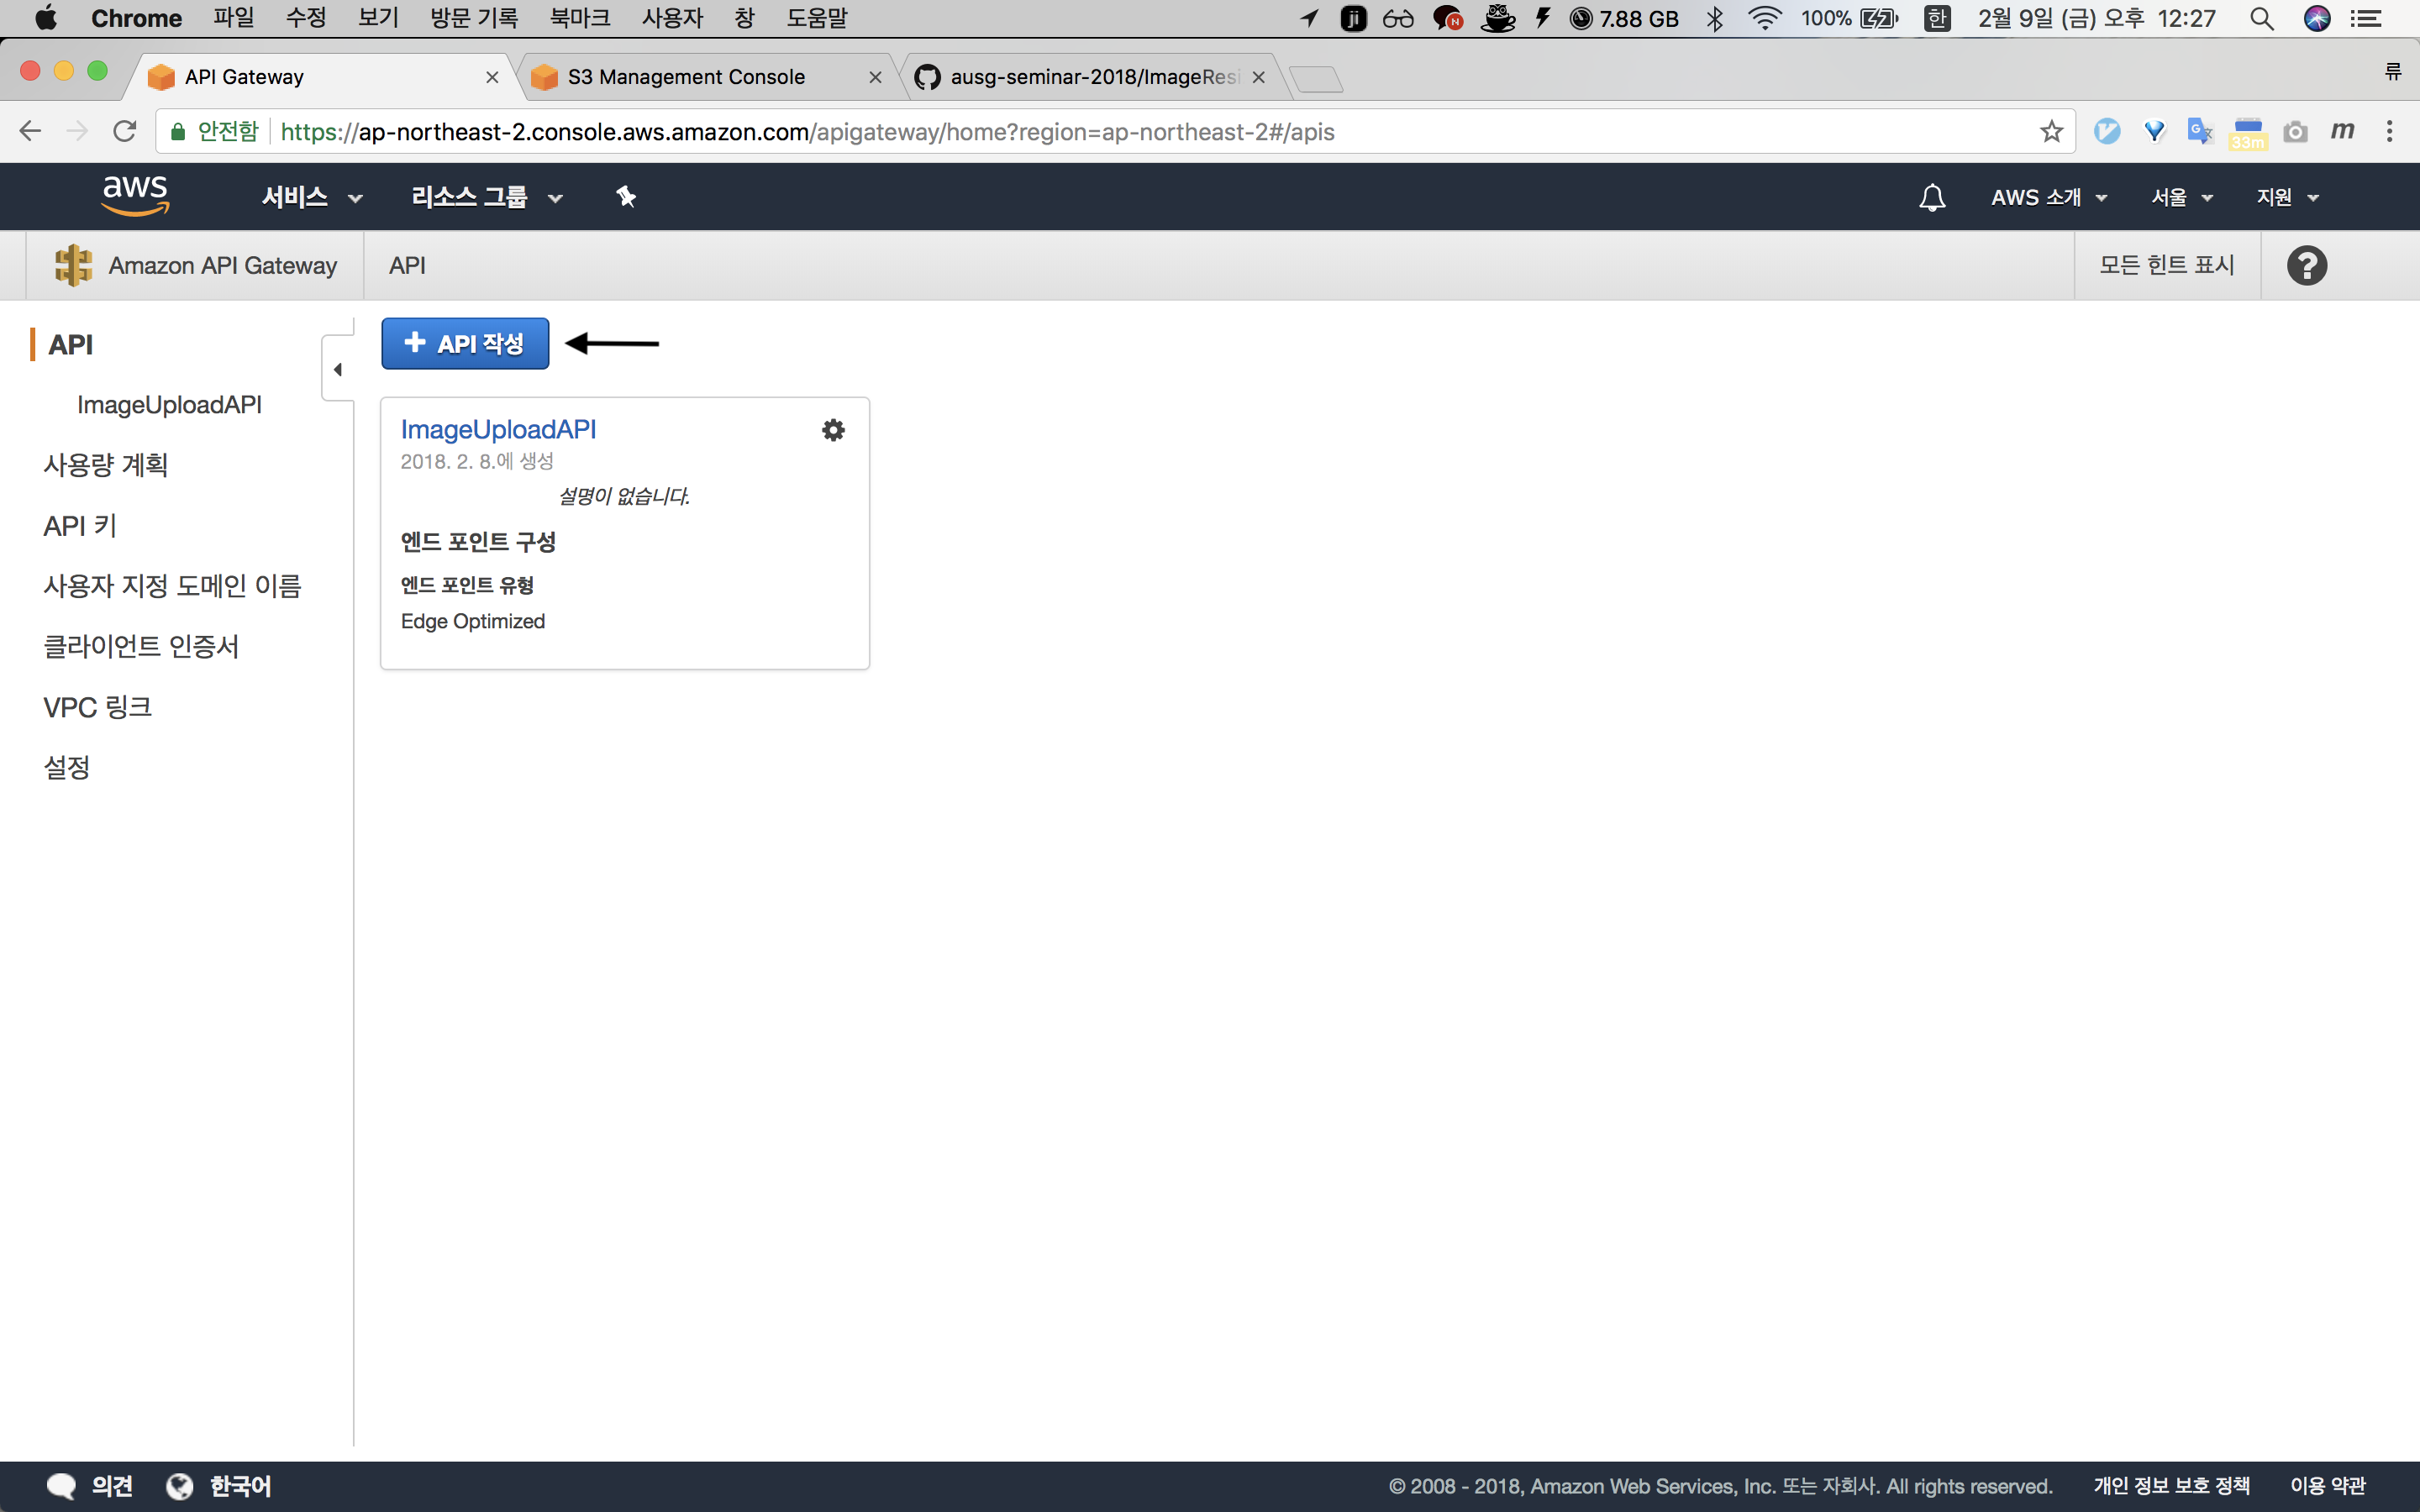 Chrome 파일 수정 보기 방문 기록 북마크 사용자 창 도움말 ji N 7.88 GB 100% 한 2월 9일 (금) 오후 12:27
API Gateway S3 Management Console ausg-seminar-2018/ImageResi 류
안전함 https://ap-northeast-2.console.aws.amazon.com/apigateway/home?region=ap-northeast-2#/apis 33m m
aws 서비스 리소스 그룹 AWS 소개 서울 지원
Amazon API Gateway API 모든 힌트 표시 ?
API
ImageUploadAPI
사용량 계획
API 키
사용자 지정 도메인 이름
클라이언트 인증서
VPC 링크
설정
+ API 작성
ImageUploadAPI
2018. 2. 8.에 생성
설명이 없습니다.
엔드 포인트 구성
엔드 포인트 유형
Edge Optimized
의견 한국어 © 2008 - 2018, Amazon Web Services, Inc. 또는 자회사. All rights reserved. 개인 정보 보호 정책 이용 약관